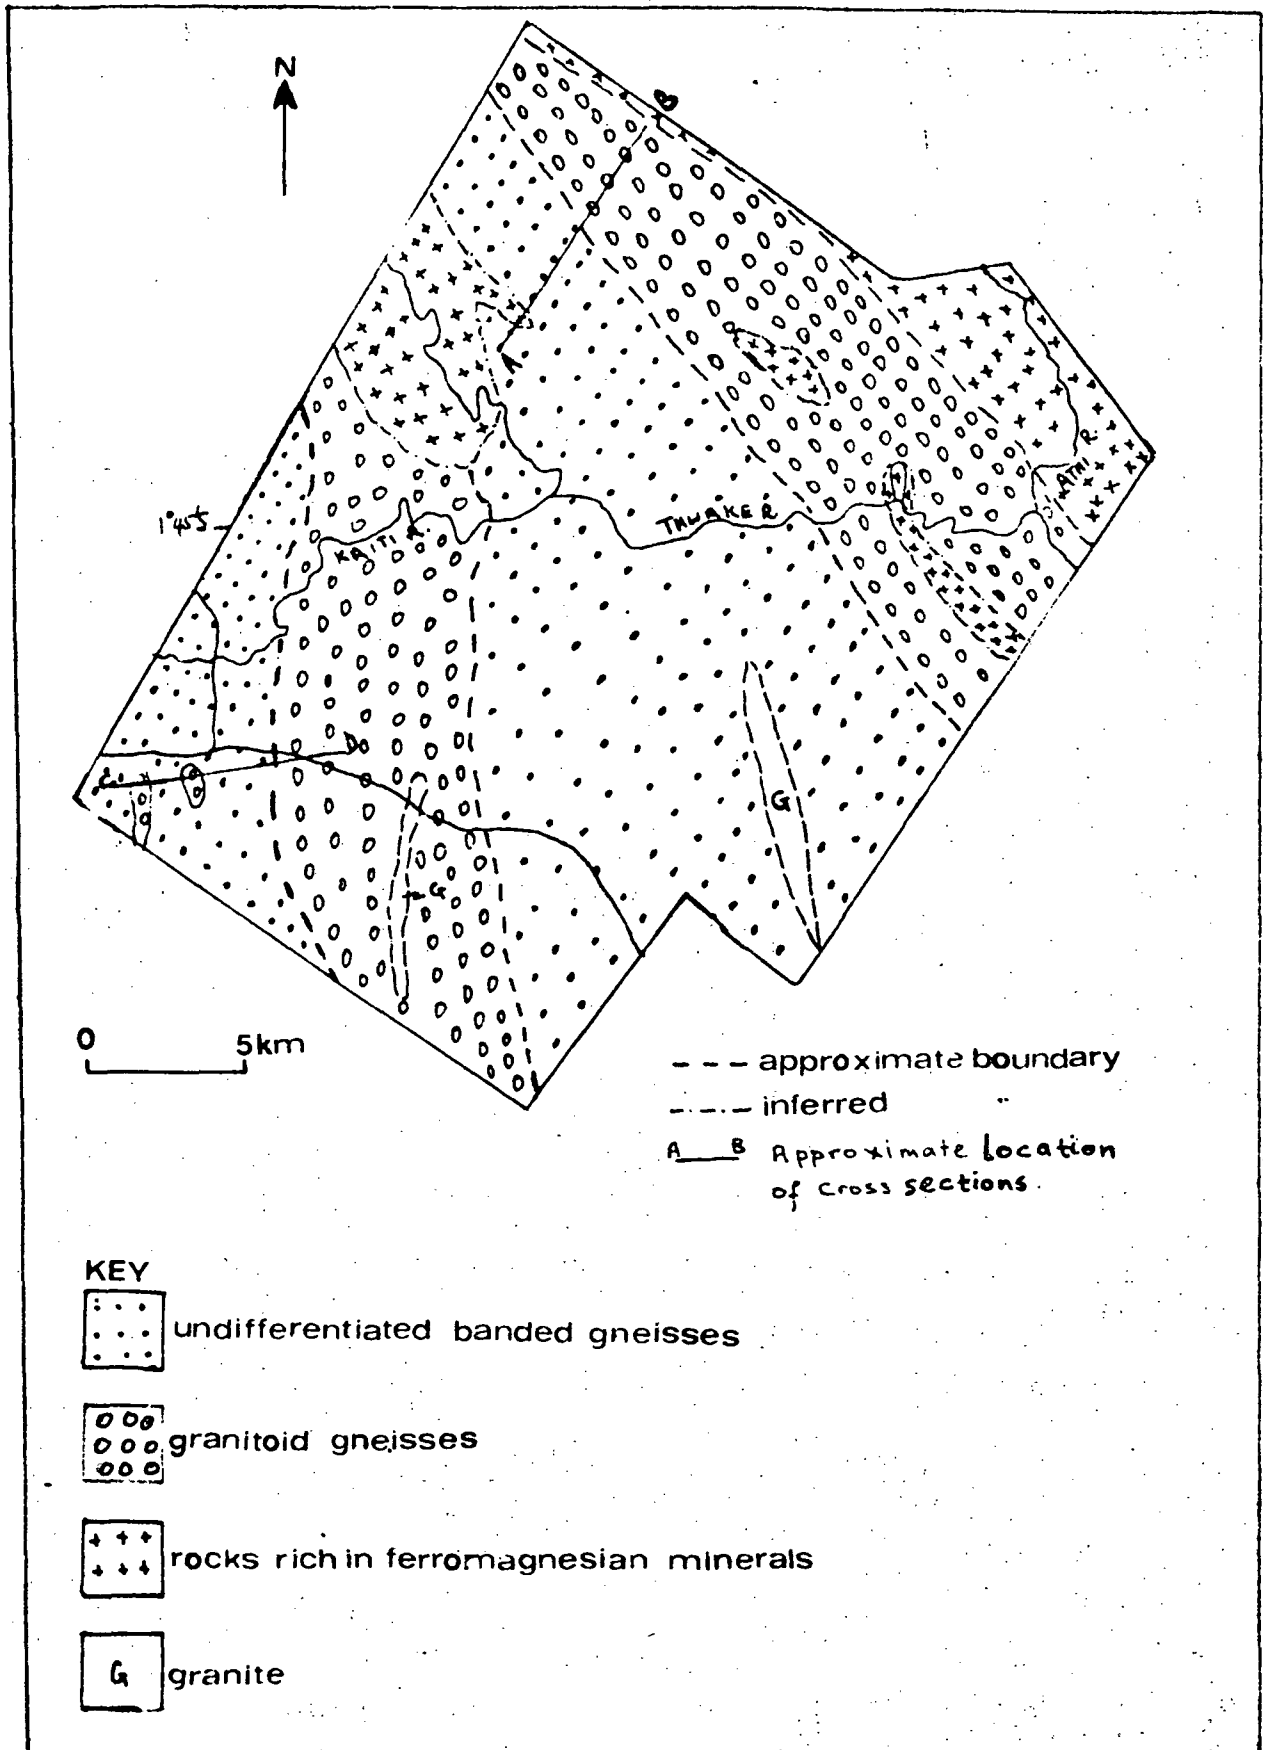 N
B
A
1°45'S
KAITI R.
THWAKE R.
ATHI R.
C
D
G
G
0 5km
--- approximate boundary
-.-.- inferred "
A___B Approximate location
of cross sections.
KEY
undifferentiated banded gneisses
granitoid gneisses
rocks rich in ferromagnesian minerals
G granite